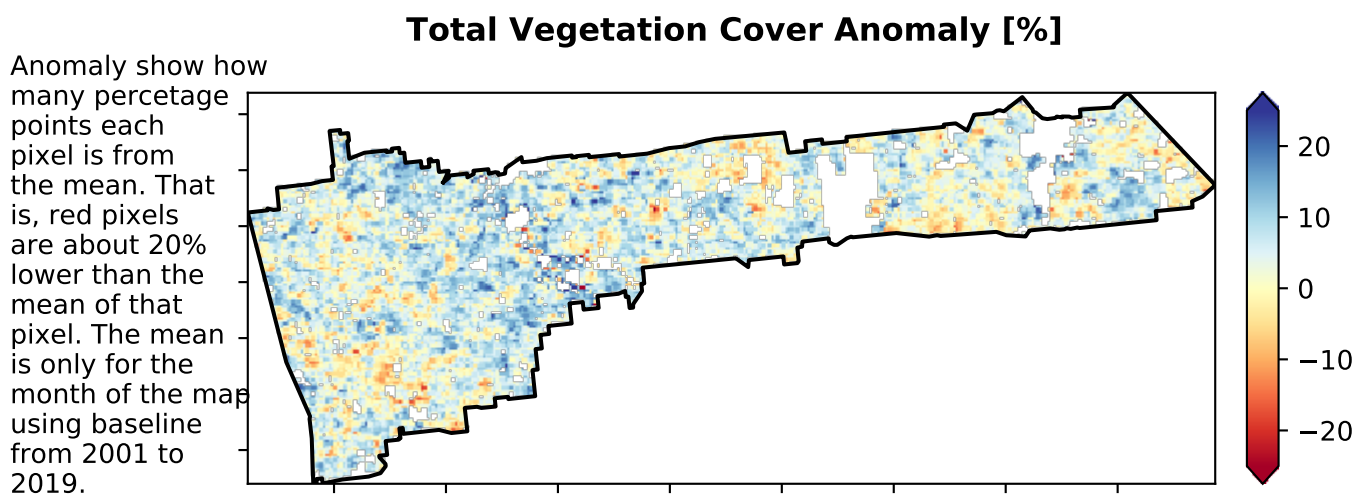 Total Vegetation Cover Anomaly [%]
Anomaly show how
many percetage
points each
pixel is from
the mean. That
is, red pixels
are about 20%
lower than the
mean of that
pixel. The mean
is only for the
month of the map
using baseline
from 2001 to
2019.
20
10
0
−10
−20